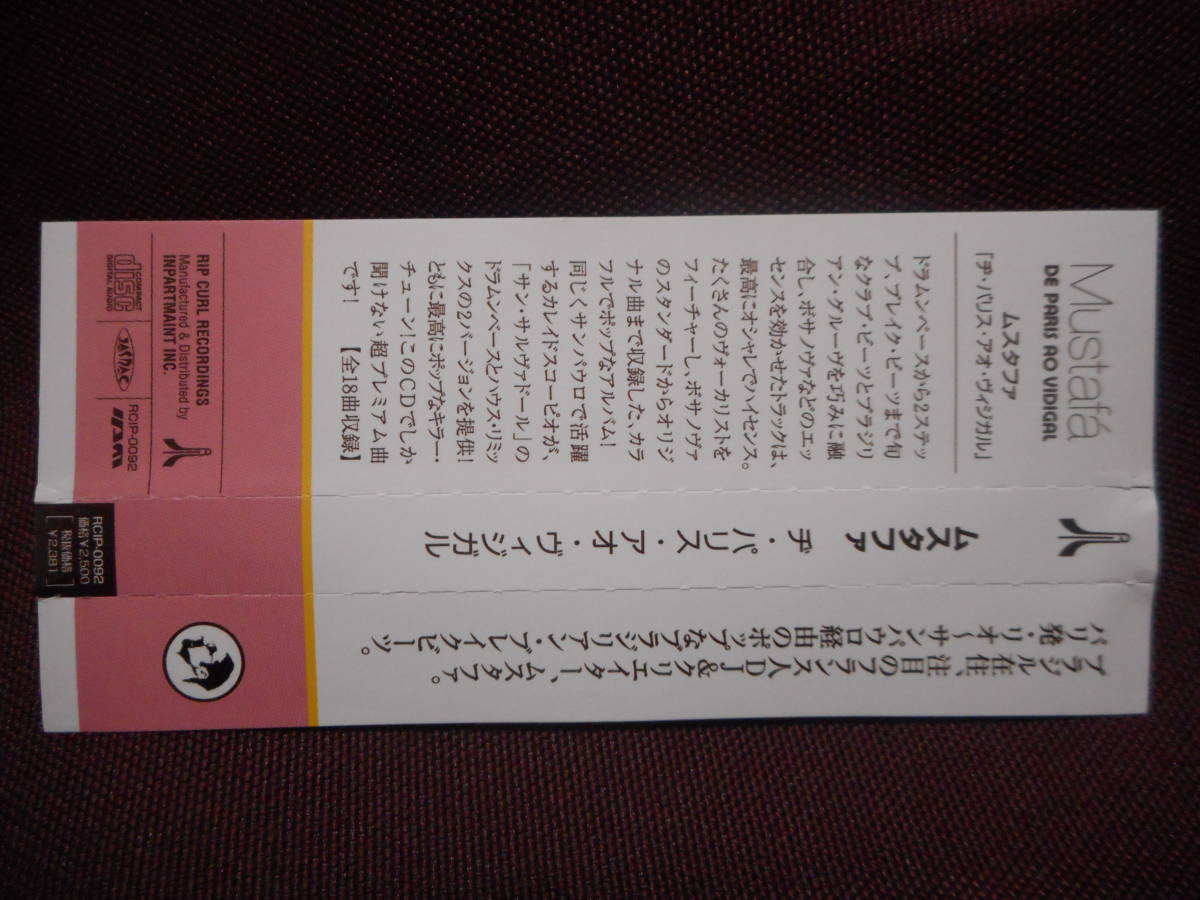 Mustafá
DE PARIS AO VIDIGAL
ムスタファ
「ヂ・パリス・アオ・ヴィジガル」
ドラムンベースから2ステッ
プ、ブレイク・ビーツまで旬
なクラブ・ビーツとブラジリ
アン・グルーヴを巧みに融
合し、ボサノヴァなどのエッ
センスを効かせたトラックは、
最高にオシャレでハイセンス。
たくさんのヴォーカリストを
フィーチャーし、ボサノヴァ
のスタンダードからオリジ
ナル曲まで収録した、カラ
フルでポップなアルバム!
同じくサンパウロで活躍
するカレイドスコーピオが、
「サン・サルヴァドール」の
ドラムンベースとハウス・リミッ
クスの2バージョンを提供!
ともに最高にポップなキラー・
チューン!このCDでしか
聞けない超プレミアム曲
です! 【全18曲収録】
RIP CURL RECORDINGS
Manufactured & Distributed by
INPARTMAINT INC.
COMPACT
disc
DIGITAL AUDIO
JASRAC
RCIP-0092
ムスタファ ヂ・パリス・アオ・ヴィジガル
RCIP-0092
価格¥2,500
税抜価格
¥2,381
ブラジル在住、注目のフランス人DJ&クリエイター、ムスタファ。
パリ発・リオ〜サンパウロ経由のポップなブラジリアン・ブレイクビーツ。